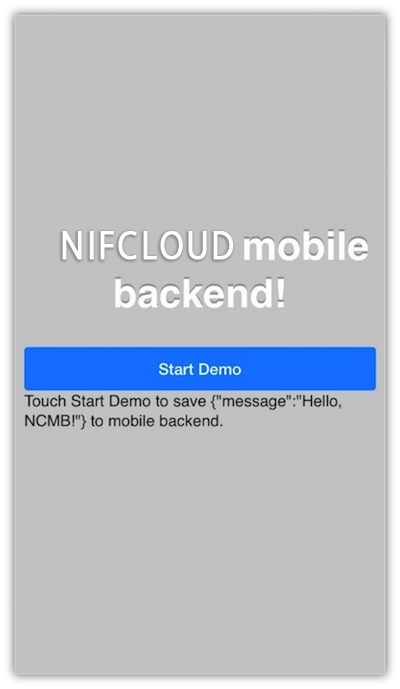 NIFCLOUD mobile
backend!
Start Demo
Touch Start Demo to save {"message":"Hello,
NCMB!"} to mobile backend.